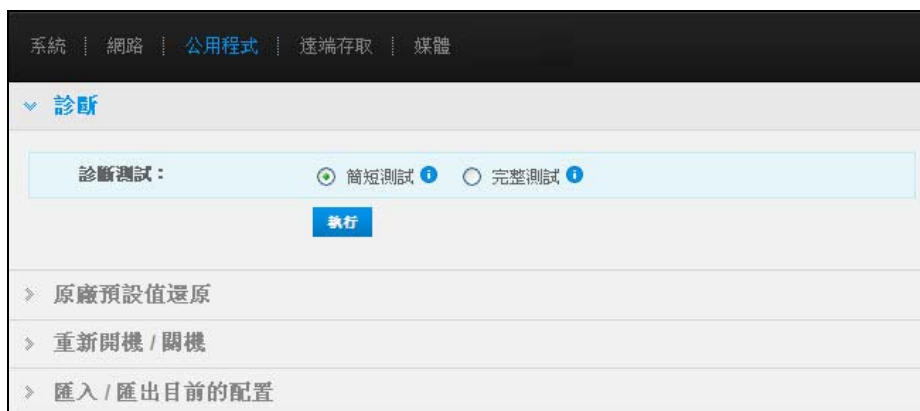 系統 | 網路 | 公用程式 | 遠端存取 | 媒體
診斷
診斷測試： 簡短測試 完整測試
執行
原廠預設值還原
重新開機 / 關機
匯入 / 匯出目前的配置